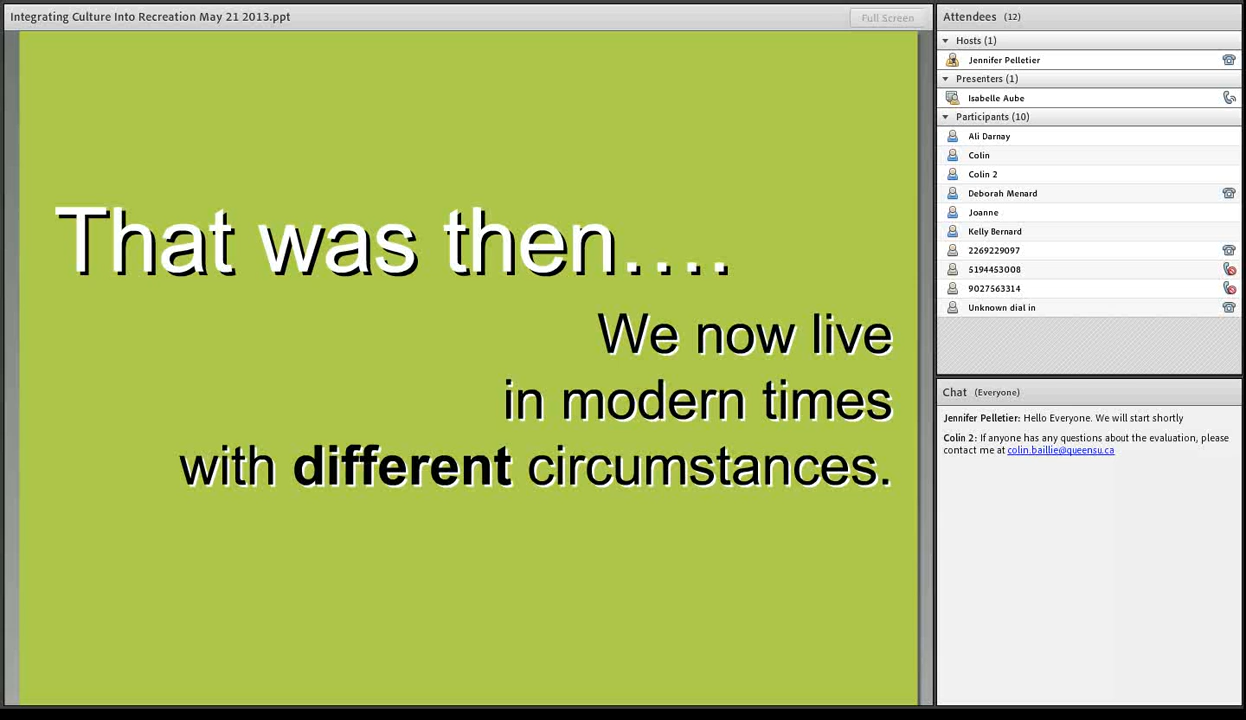 Integrating Culture Into Recreation May 21 2013.ppt
Full Screen
That was then....
We now live
in modern times
with different circumstances.
Attendees (12)
Hosts (1)
Jennifer Pelletier
Presenters (1)
Isabelle Aube
Participants (10)
Ali Darnay
Colin
Colin 2
Deborah Menard
Joanne
Kelly Bernard
2269229097
5194453008
9027563314
Unknown dial in
Chat (Everyone)
Jennifer Pelletier: Hello Everyone. We will start shortly
Colin 2: If anyone has any questions about the evaluation, please
contact me at colin.baillie@queensu.ca